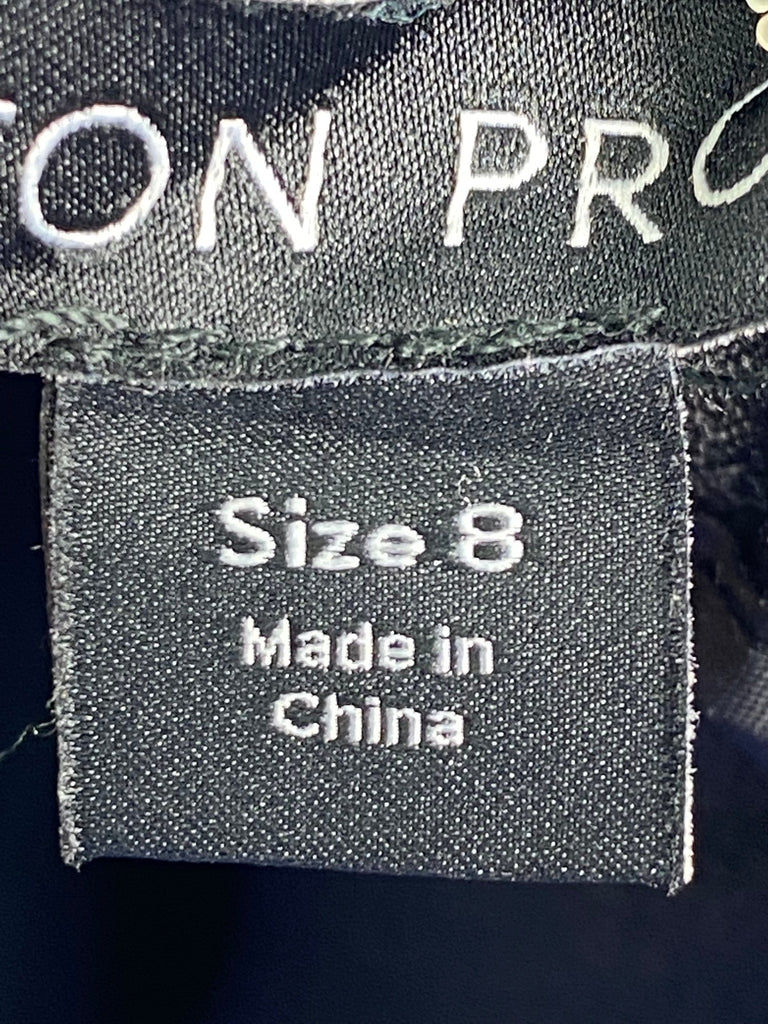 TON PR
Size 8
Made in
China